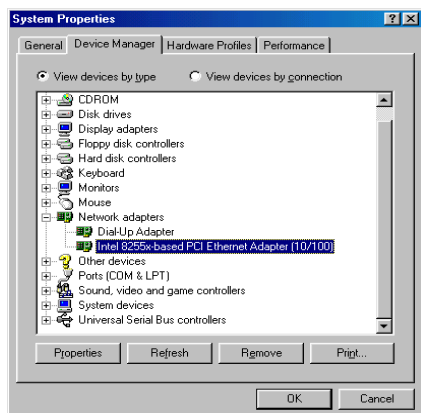 System Properties
General Device Manager Hardware Profiles Performance
View devices by type View devices by connection
CDROM
Disk drives
Display adapters
Floppy disk controllers
Hard disk controllers
Keyboard
Monitors
Mouse
Network adapters
Dial-Up Adapter
Intel 8255x-based PCI Ethernet Adapter (10/100)
Other devices
Ports (COM & LPT)
Sound, video and game controllers
System devices
Universal Serial Bus controllers
Properties Refresh Remove Print...
OK Cancel